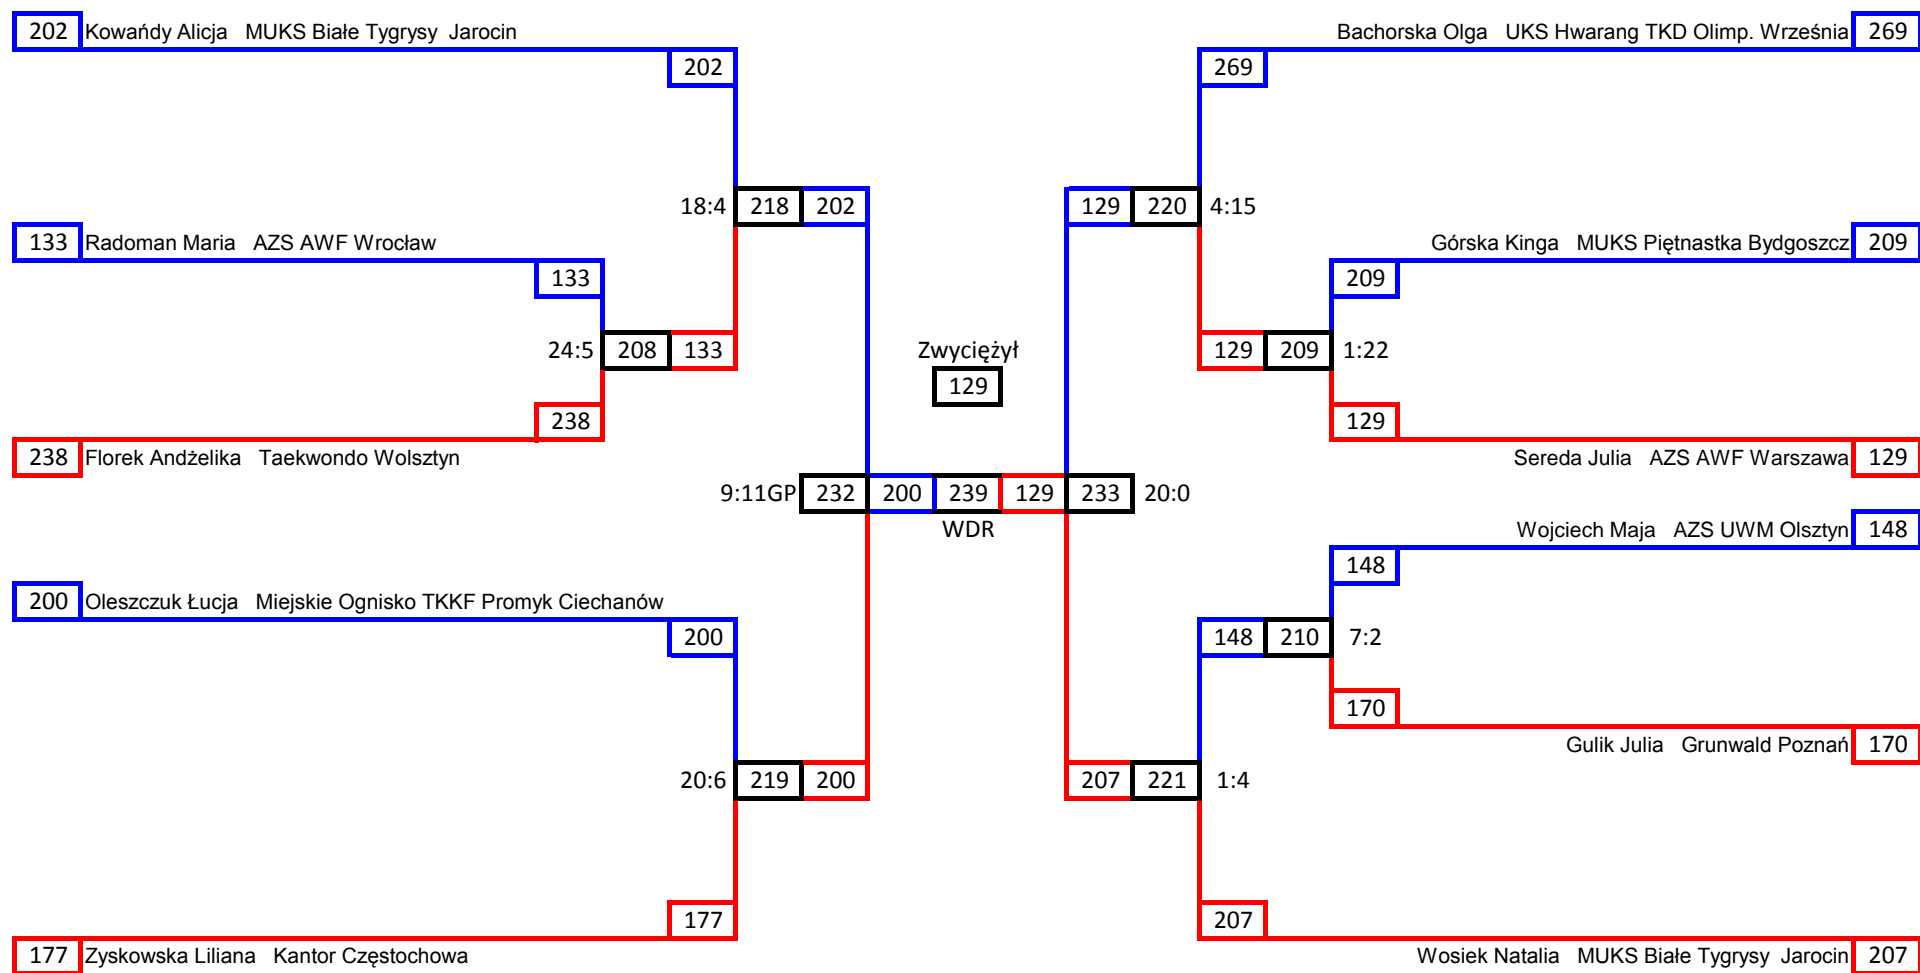 202 Kowańdy Alicja MUKS Białe Tygrysy Jarocin
Bachorska Olga UKS Hwarang TKD Olimp. Września 269
202
269
18:4 218 202
129 220 4:15
133 Radoman Maria AZS AWF Wrocław
Górska Kinga MUKS Piętnastka Bydgoszcz 209
133
209
24:5 208 133
Zwyciężył
129 209 1:22
129
238
129
238 Florek Andżelika Taekwondo Wolsztyn
Sereda Julia AZS AWF Warszawa 129
9:11GP 232 200 239 129 233 20:0
WDR
Wojciech Maja AZS UWM Olsztyn 148
148
200 Oleszczuk Łucja Miejskie Ognisko TKKF Promyk Ciechanów
200
148 210 7:2
170
Gulik Julia Grunwald Poznań 170
20:6 219 200
207 221 1:4
177
207
177 Zyskowska Liliana Kantor Częstochowa
Wosiek Natalia MUKS Białe Tygrysy Jarocin 207